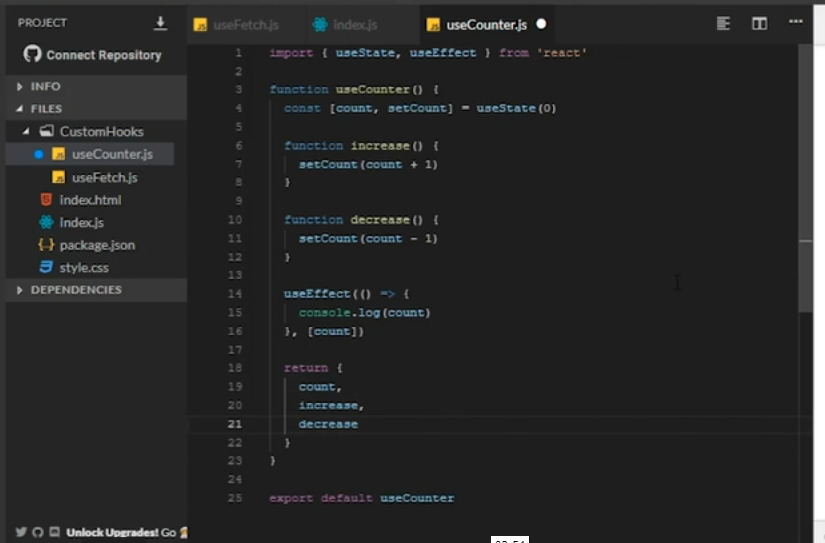 PROJECT
Connect Repository
INFO
FILES
CustomHooks
useCounter.js
useFetch.js
index.html
index.js
package.json
style.css
DEPENDENCIES
Unlock Upgrades! Go
useFetch.js index.js useCounter.js
1 import { useState, useEffect } from 'react'
2
3 function useCounter() {
4 const [count, setCount] = useState(0)
5
6 function increase() {
7 setCount(count + 1)
8 }
9
10 function decrease() {
11 setCount(count - 1)
12 }
13
14 useEffect(() => {
15 console.log(count)
16 }, [count])
17
18 return {
19 count,
20 increase,
21 decrease
22 }
23 }
24
25 export default useCounter